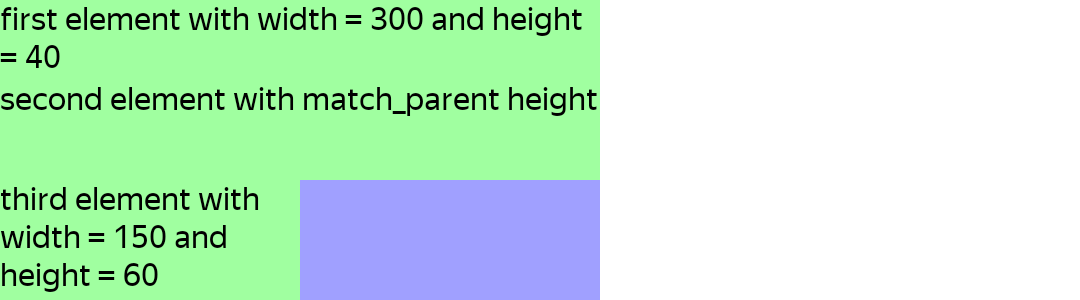 first element with width = 300 and height
= 40
second element with match_parent height
third element with
width = 150 and
height = 60